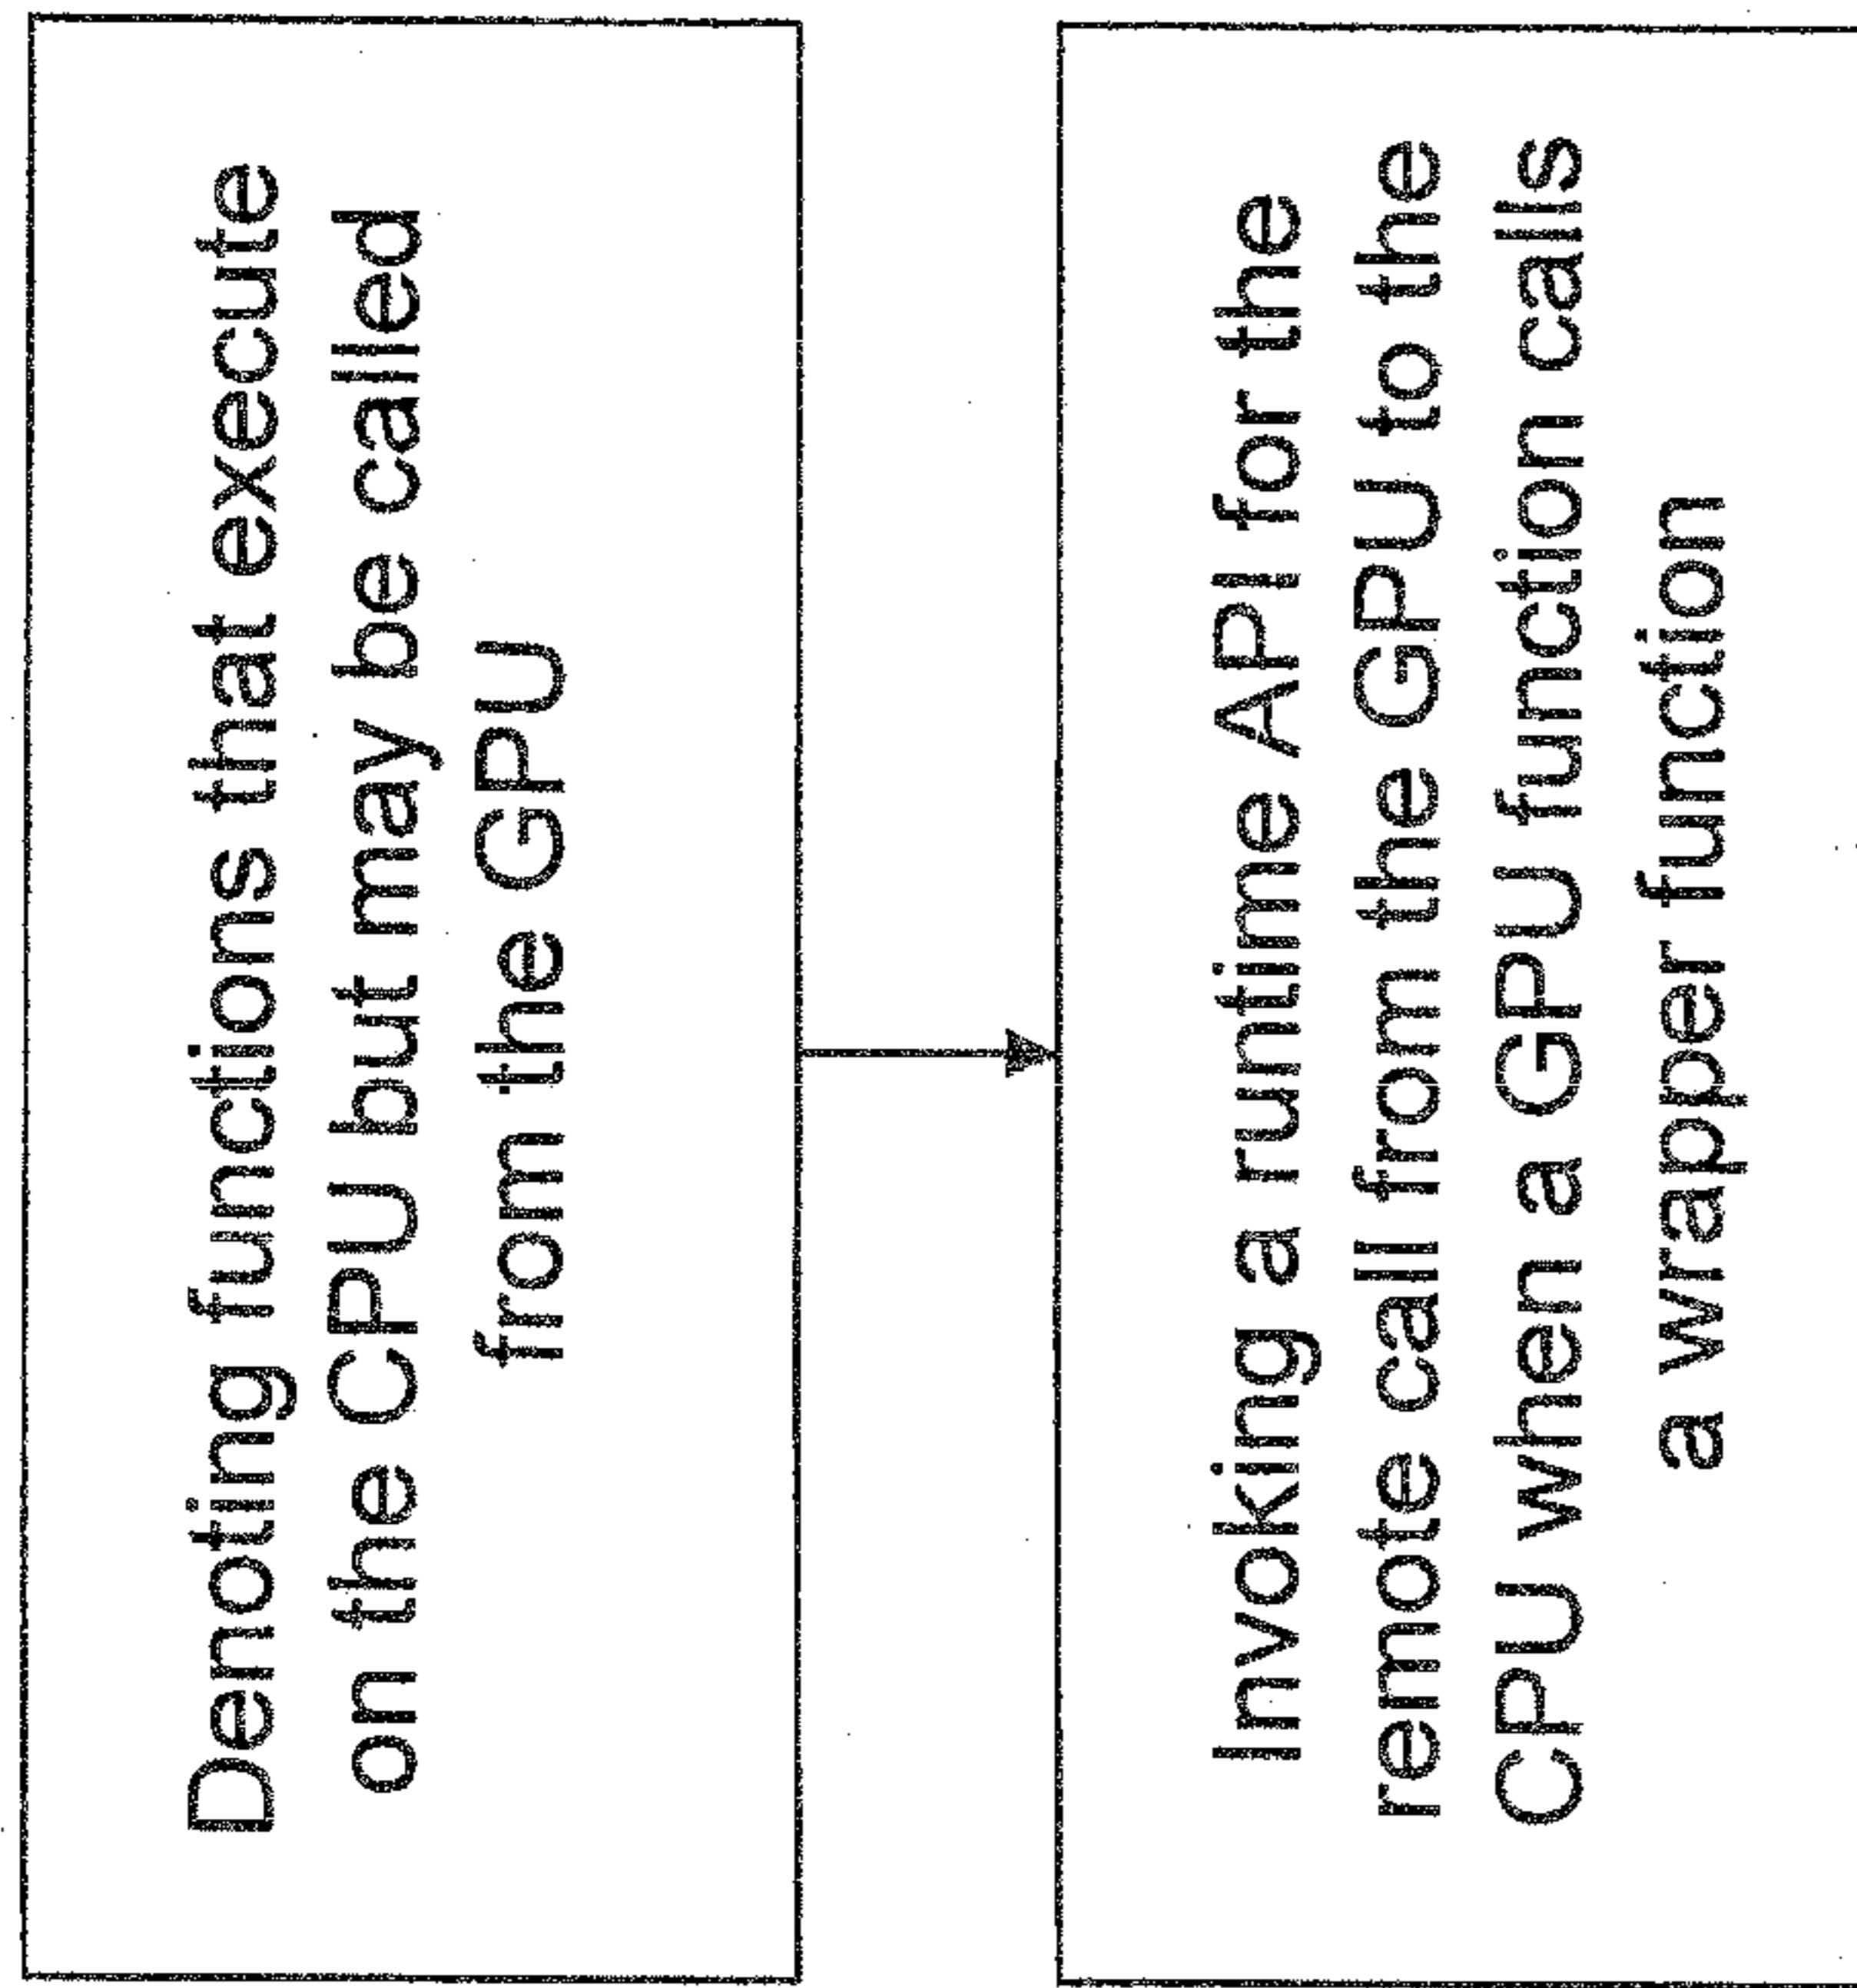 Denoting functions that execute
on the CPU but may be called
from the GPU
Invoking a runtime API for the
remote call from the GPU to the
CPU when a GPU function calls
a wrapper function